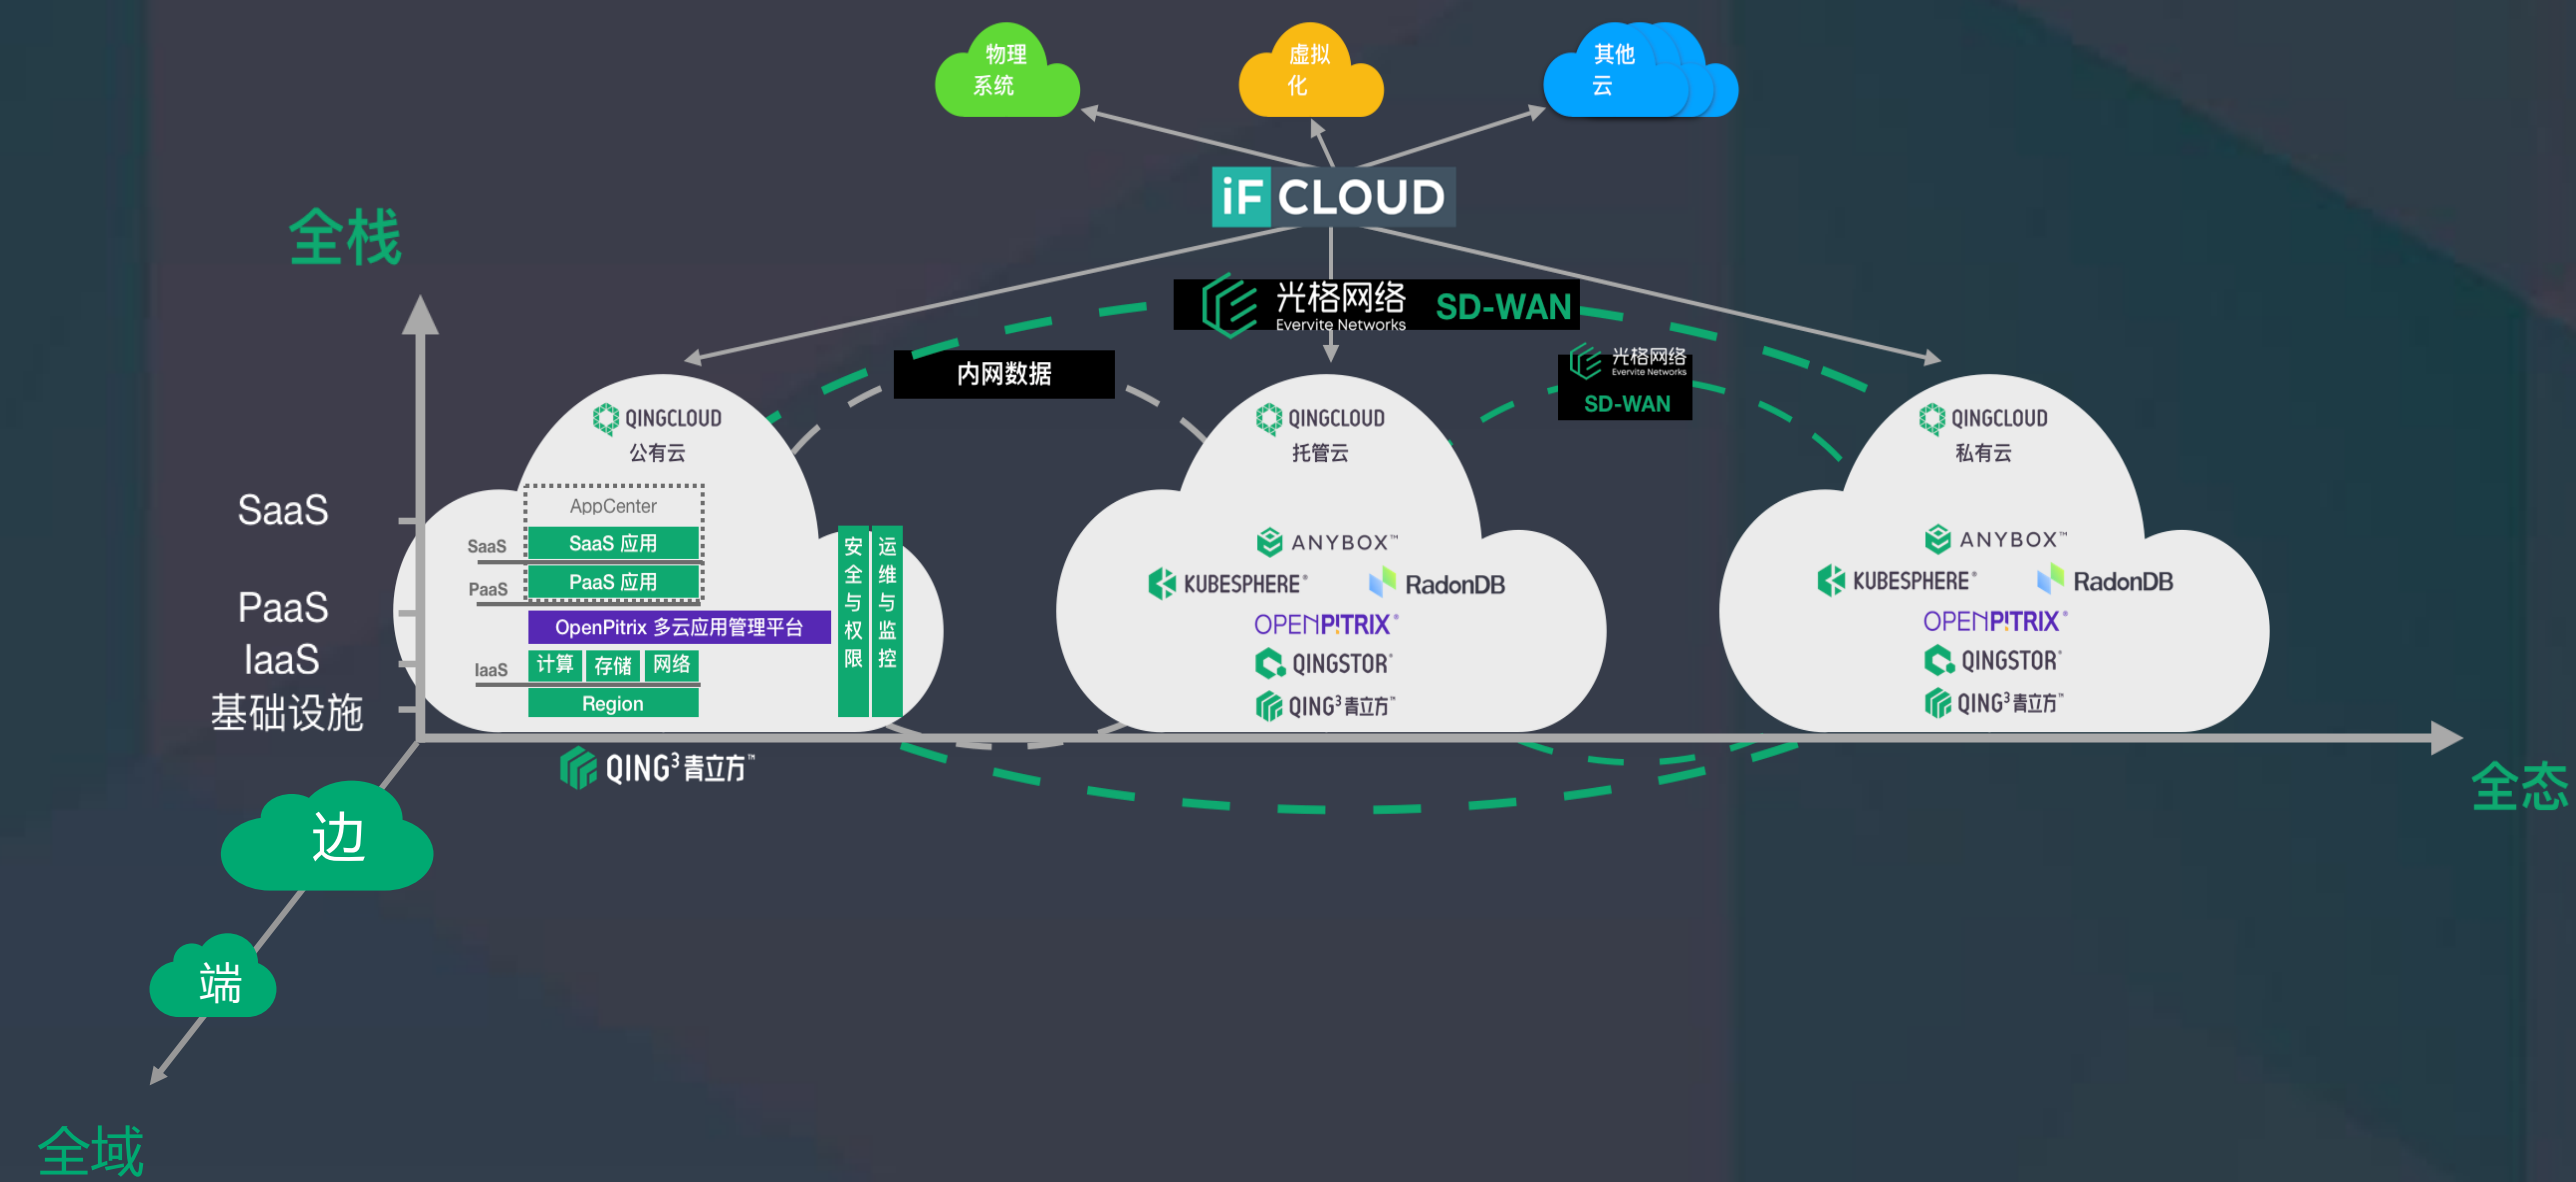 物理
系统
虚拟
化
其他
云
iF CLOUD
全栈
光格网络
Evervite Networks
SD-WAN
内网数据
光格网络
Evervite Networks
SD-WAN
QINGCLOUD
公有云
QINGCLOUD
托管云
QINGCLOUD
私有云
SaaS
PaaS
IaaS
基础设施
AppCenter
SaaS
SaaS 应用
PaaS
PaaS 应用
OpenPitrix 多云应用管理平台
IaaS
计算
存储
网络
Region
安全与权限
运维与监控
ANYBOX™
KUBESPHERE®
RadonDB
OPENPITRIX®
QINGSTOR®
QING³青立方™
ANYBOX™
KUBESPHERE®
RadonDB
OPENPITRIX®
QINGSTOR®
QING³青立方™
QING³青立方™
全态
边
端
全域